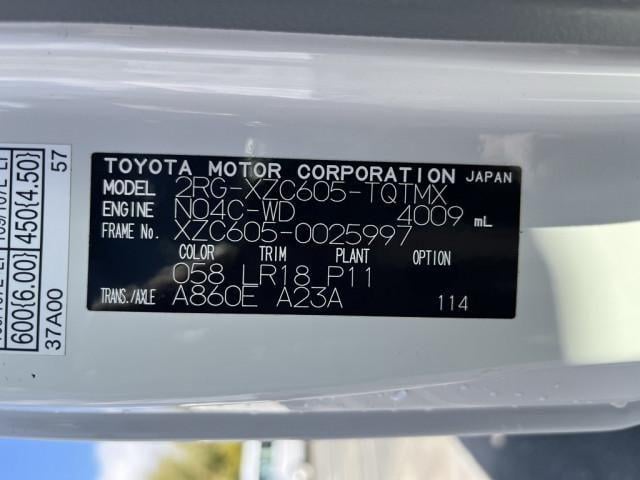 TOYOTA MOTOR CORPORATION JAPAN
MODEL 2RG-XZC605-TQTMX
ENGINE N04C-WD 4009 mL
FRAME No. XZC605-0025997
COLOR TRIM PLANT OPTION
058 LR18 P11
TRANS./AXLE A860E A23A 114
600(6.00) 450(4.50)
37A00 57